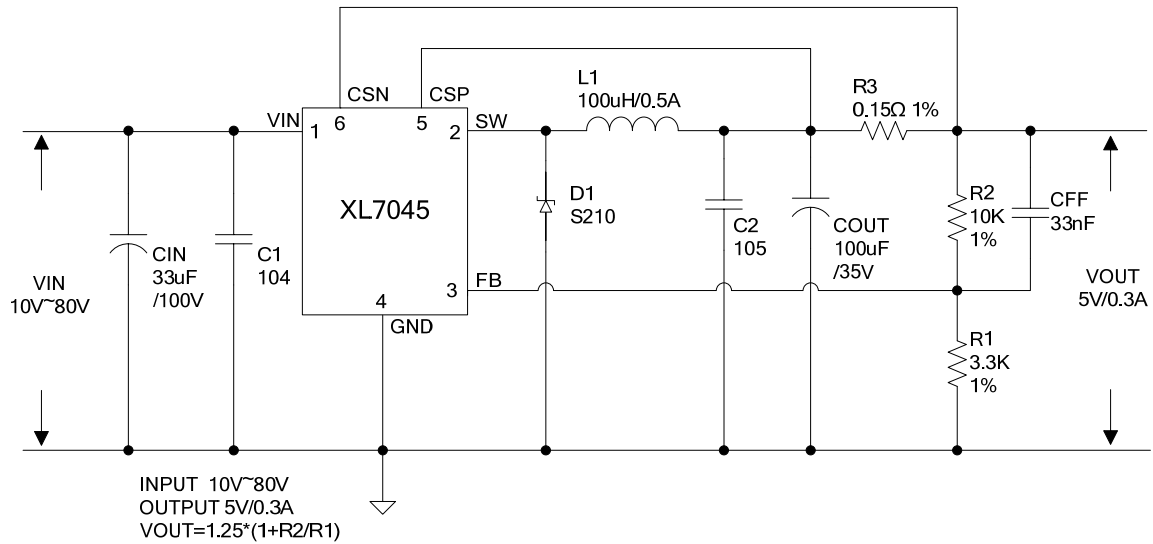 CSN
CSP
VIN
1
6
5
2
SW
L1
100uH/0.5A
R3
0.15Ω 1%
XL7045
D1
S210
R2
10K
1%
CFF
33nF
CIN
33uF
/100V
C1
104
C2
105
COUT
100uF
/35V
VIN
10V~80V
3
FB
4
GND
VOUT
5V/0.3A
R1
3.3K
1%
INPUT 10V~80V
OUTPUT 5V/0.3A
VOUT=1.25*(1+R2/R1)